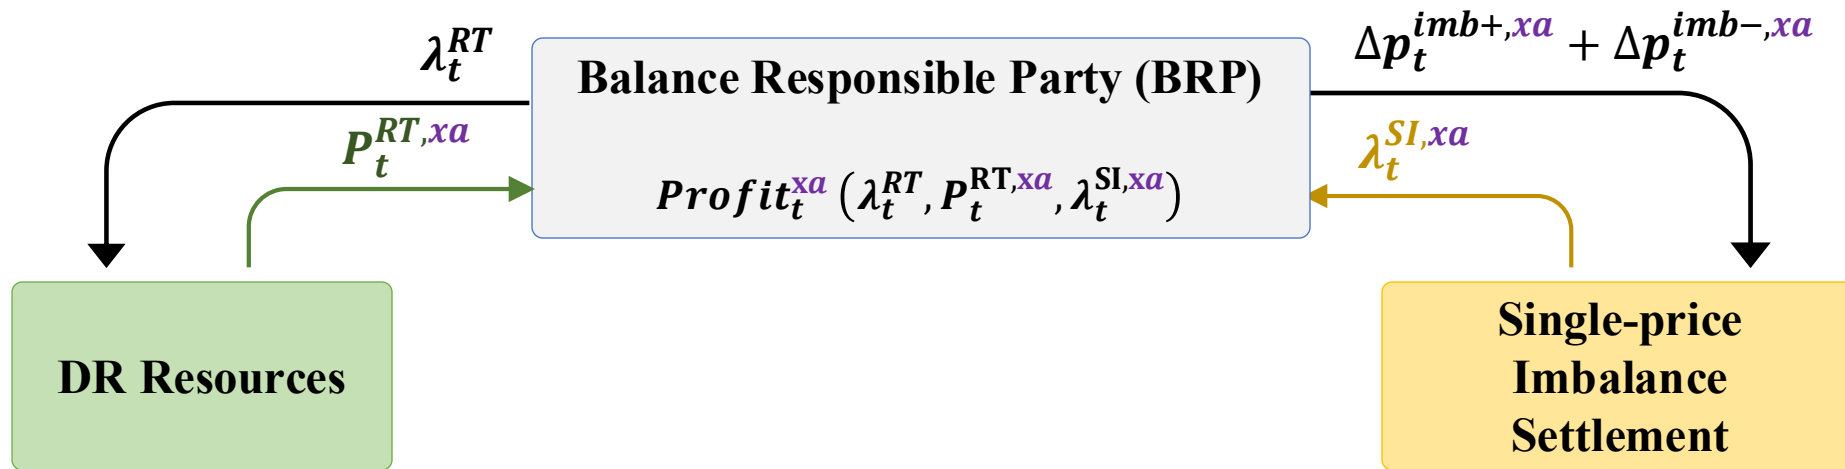 λ_t^{RT}
Δp_t^{imb+,xa} + Δp_t^{imb−,xa}
Balance Responsible Party (BRP)
P_t^{RT,xa}
λ_t^{SI,xa}
Profit_t^{xa} (λ_t^{RT}, P_t^{RT,xa}, λ_t^{SI,xa})
DR Resources
Single-price
Imbalance
Settlement